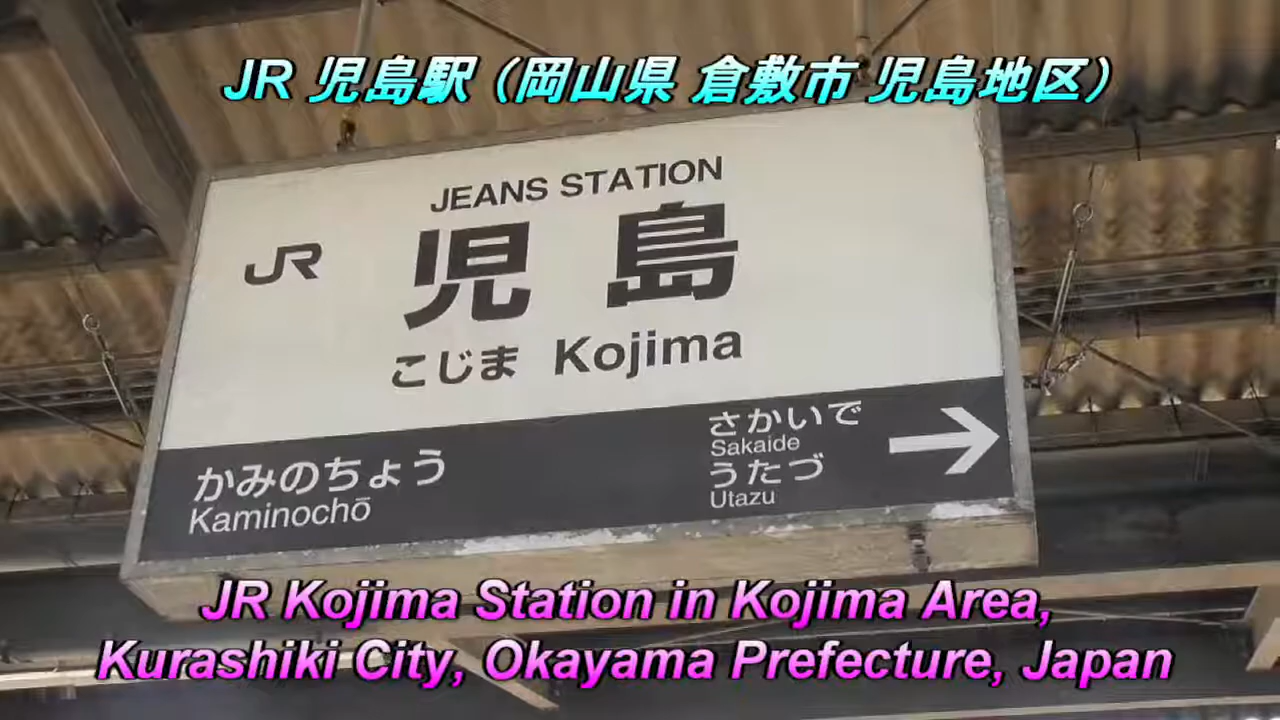 JR 児島駅（岡山県 倉敷市 児島地区）
JEANS STATION
JR 児島
こじま Kojima
かみのちょう
Kaminochō
さかいで
Sakaide
うたづ
Utazu
JR Kojima Station in Kojima Area,
Kurashiki City, Okayama Prefecture, Japan